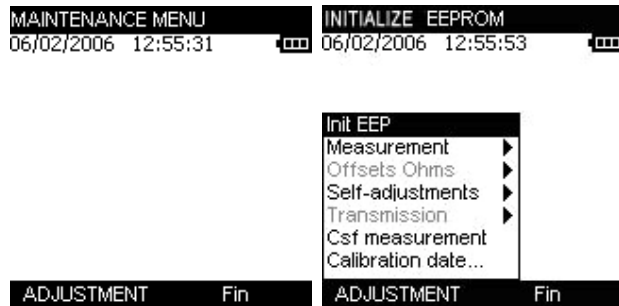 MAINTENANCE MENU
06/02/2006 12:55:31
ADJUSTMENT Fin
INITIALIZE EEPROM
06/02/2006 12:55:53
Init EEP
Measurement
Offsets Ohms
Self-adjustments
Transmission
Csf measurement
Calibration date...
ADJUSTMENT Fin